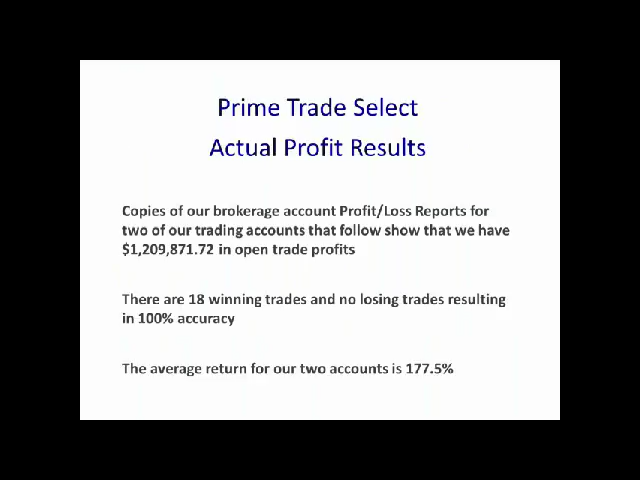 Prime Trade Select
Actual Profit Results
Copies of our brokerage account Profit/Loss Reports for
two of our trading accounts that follow show that we have
$1,209,871.72 in open trade profits
There are 18 winning trades and no losing trades resulting
in 100% accuracy
The average return for our two accounts is 177.5%